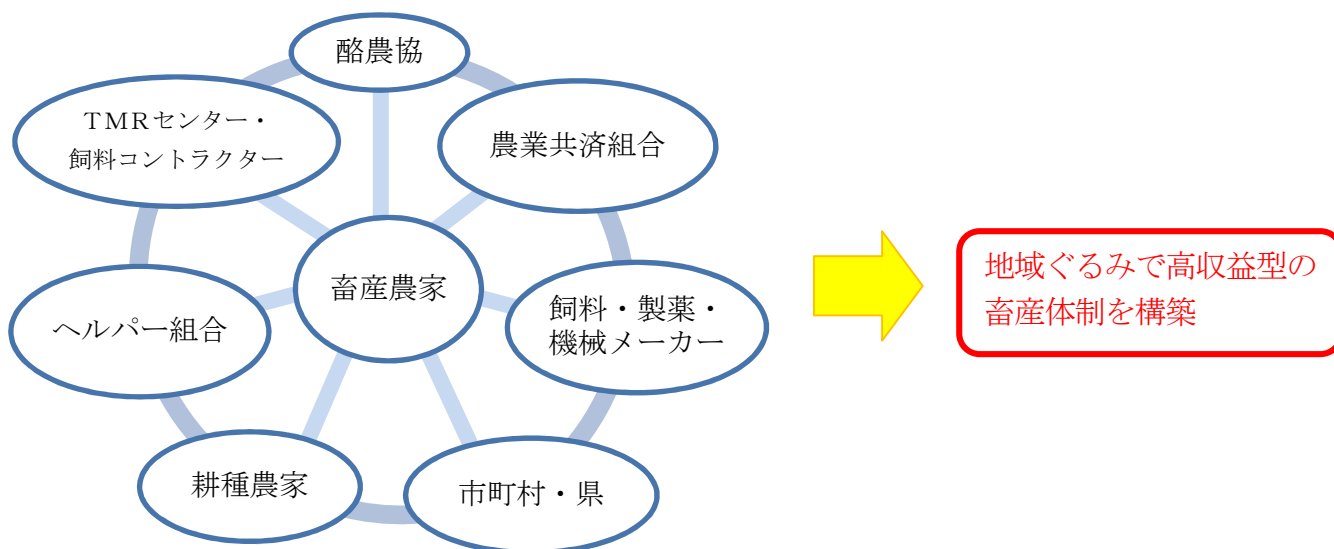 酪農協
TMRセンター・
飼料コントラクター
農業共済組合
畜産農家
ヘルパー組合
飼料・製薬・
機械メーカー
耕種農家
市町村・県
地域ぐるみで高収益型の
畜産体制を構築